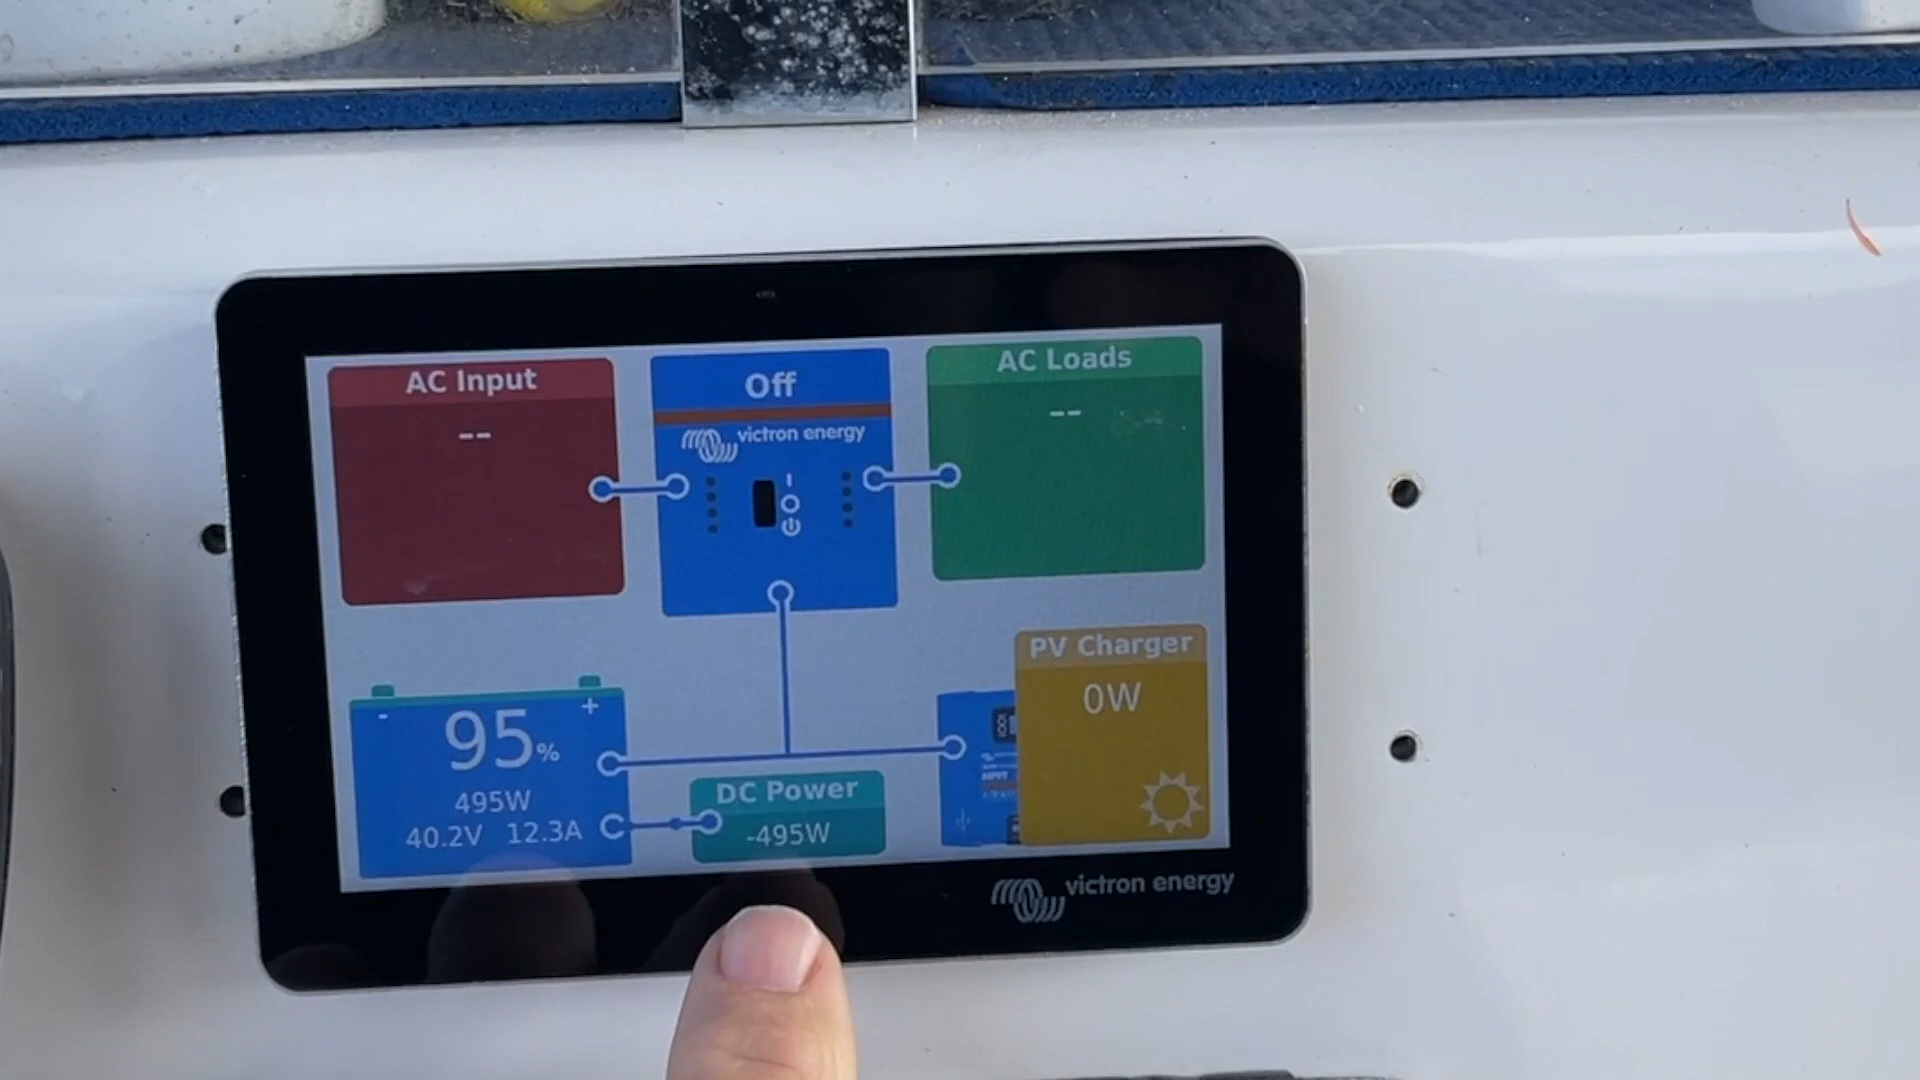 AC Input
--
Off
victron energy
AC Loads
--
- +
95%
495W
40.2V 12.3A
DC Power
-495W
PV Charger
0W
victron energy